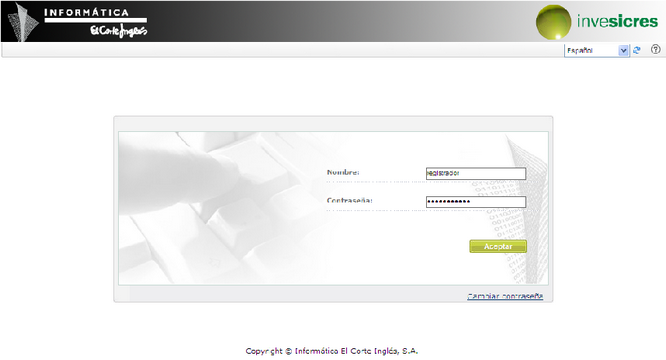 INFORMÁTICA
El Corte Inglés
invesicres
Español
Nombre:
registrador
Contraseña:
•••••••••••
Aceptar
Cambiar contraseña
Copyright © Informática El Corte Inglés, S.A.